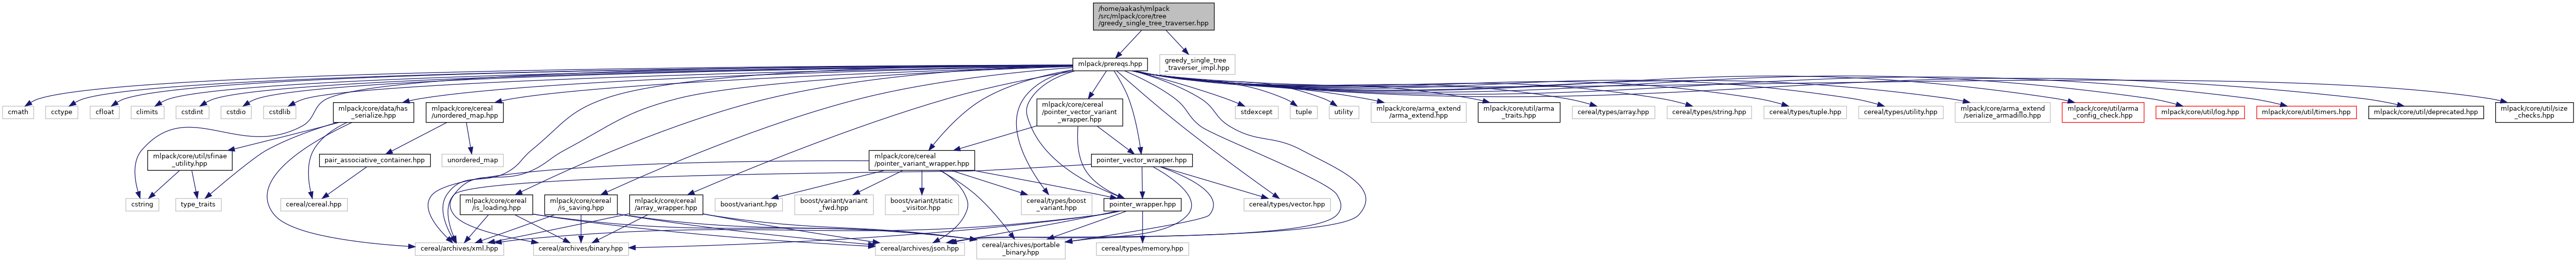 /home/aakash/mlpack
/src/mlpack/core/tree
/greedy_single_tree_traverser.hpp
mlpack/prereqs.hpp
greedy_single_tree
_traverser_impl.hpp
cmath
cctype
cfloat
climits
cstdint
cstdio
cstdlib
mlpack/core/data/has
_serialize.hpp
mlpack/core/cereal
/unordered_map.hpp
mlpack/core/cereal
/pointer_vector_variant
_wrapper.hpp
stdexcept
tuple
utility
mlpack/core/arma_extend
/arma_extend.hpp
mlpack/core/util/arma
_traits.hpp
cereal/types/array.hpp
cereal/types/string.hpp
cereal/types/tuple.hpp
cereal/types/utility.hpp
mlpack/core/arma_extend
/serialize_armadillo.hpp
mlpack/core/util/arma
_config_check.hpp
mlpack/core/util/log.hpp
mlpack/core/util/timers.hpp
mlpack/core/util/deprecated.hpp
mlpack/core/util/size
_checks.hpp
mlpack/core/util/sfinae
_utility.hpp
pair_associative_container.hpp
unordered_map
mlpack/core/cereal
/pointer_variant_wrapper.hpp
pointer_vector_wrapper.hpp
cstring
type_traits
cereal/cereal.hpp
mlpack/core/cereal
/is_loading.hpp
mlpack/core/cereal
/is_saving.hpp
mlpack/core/cereal
/array_wrapper.hpp
boost/variant.hpp
boost/variant/variant
_fwd.hpp
boost/variant/static
_visitor.hpp
cereal/types/boost
_variant.hpp
pointer_wrapper.hpp
cereal/types/vector.hpp
cereal/archives/xml.hpp
cereal/archives/binary.hpp
cereal/archives/json.hpp
cereal/archives/portable
_binary.hpp
cereal/types/memory.hpp